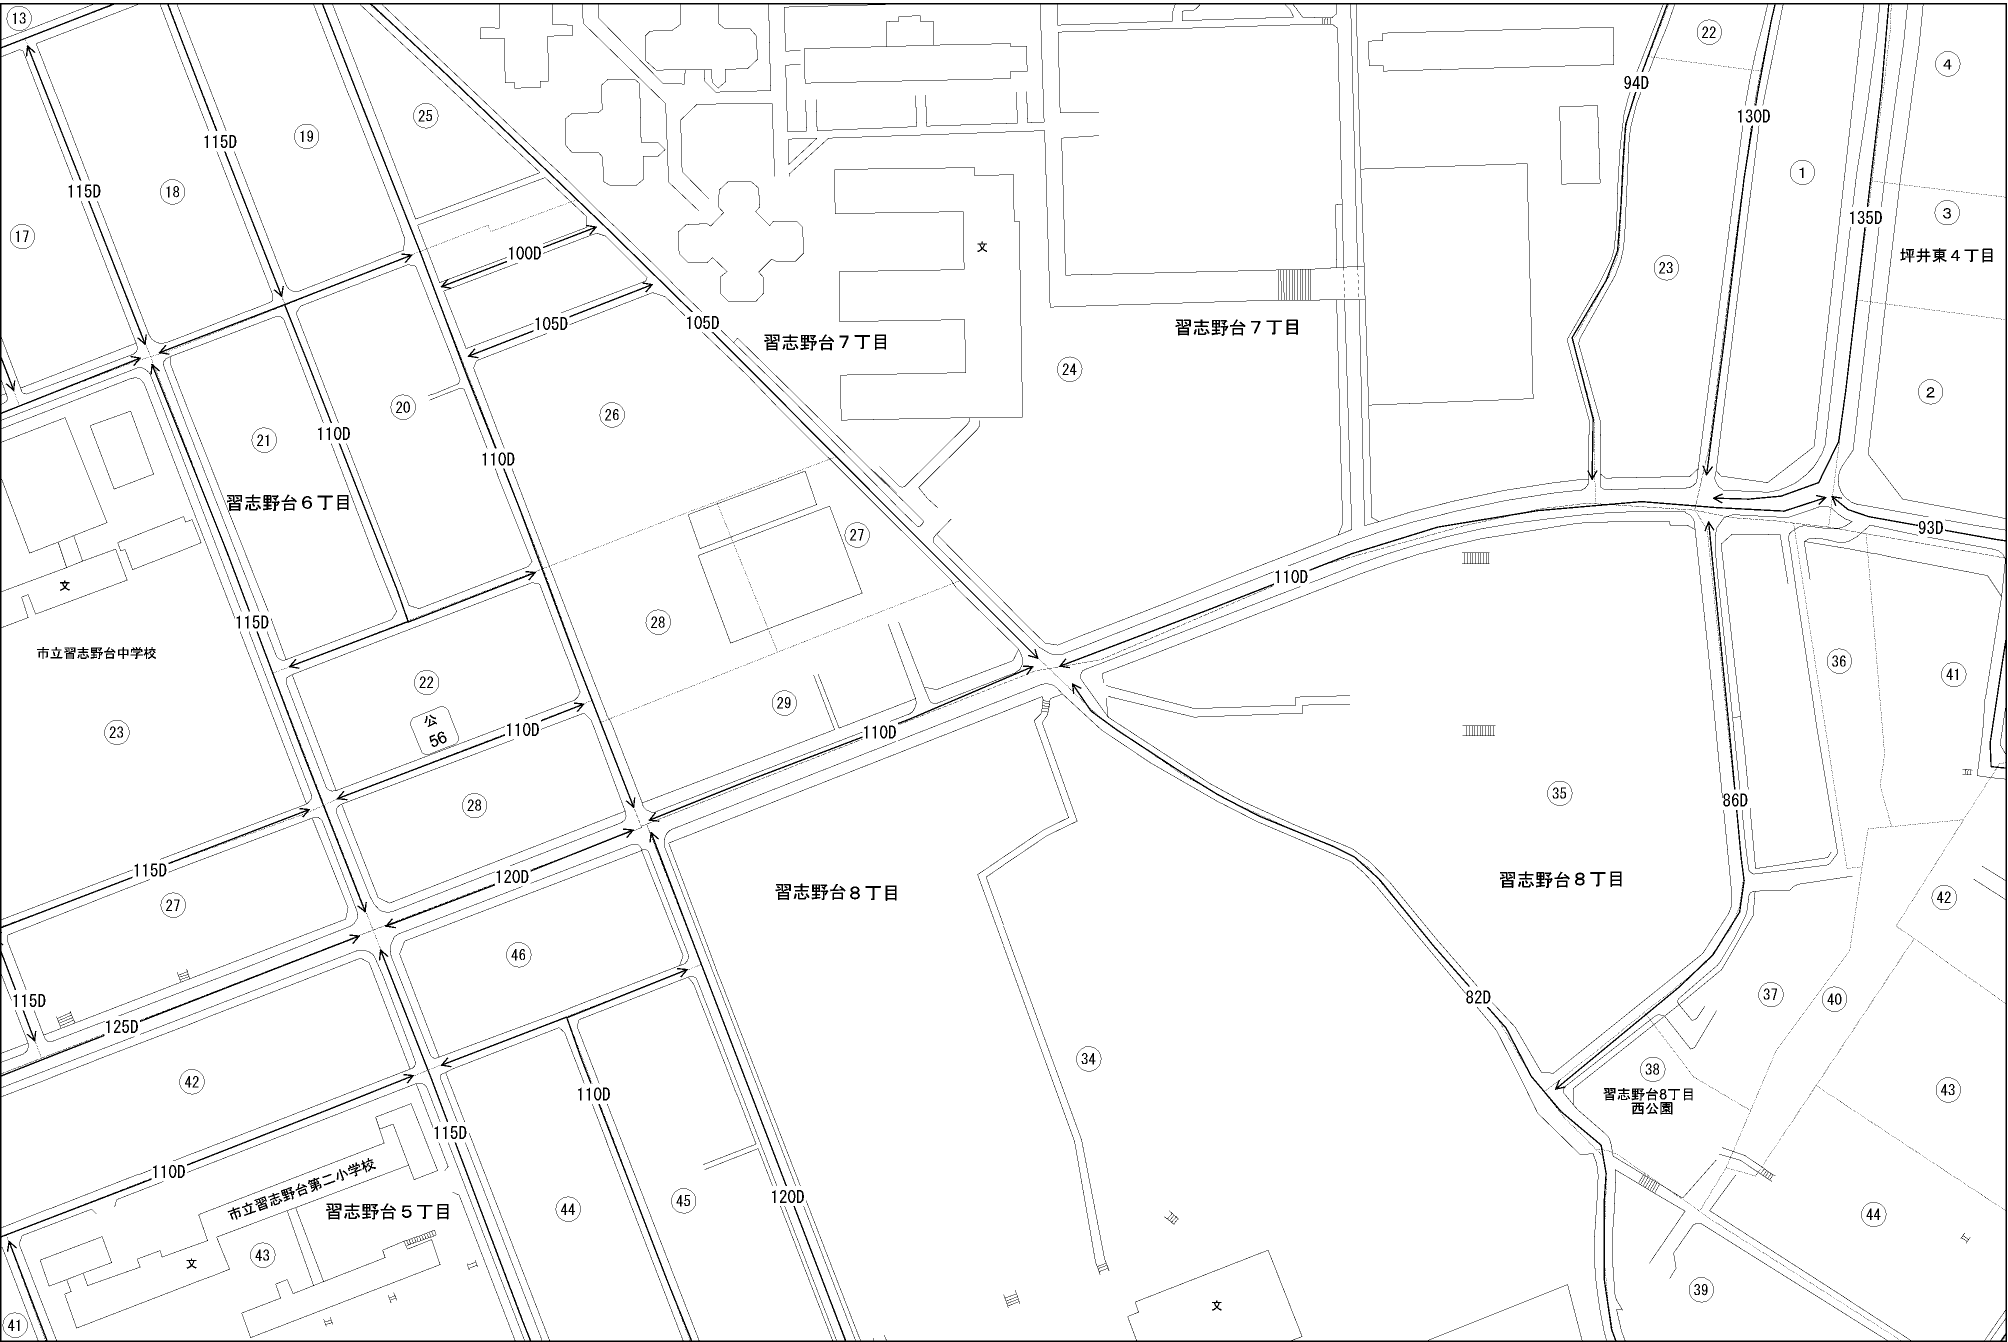 13
22
4
94D
25
130D
19
115D
1
18
115D
3
135D
17
文
坪井東４丁目
100D
23
105D
105D
習志野台７丁目
習志野台７丁目
24
2
20
26
110D
21
110D
習志野台６丁目
27
93D
110D
文
115D
28
市立習志野台中学校
36
41
22
29
公
56
23
110D
110D
35
28
86D
115D
120D
習志野台８丁目
習志野台８丁目
27
42
46
82D
37
40
115D
125D
34
38
42
110D
習志野台8丁目
西公園
43
115D
110D
市立習志野台第二小学校
120D
45
44
習志野台５丁目
44
43
文
39
文
41